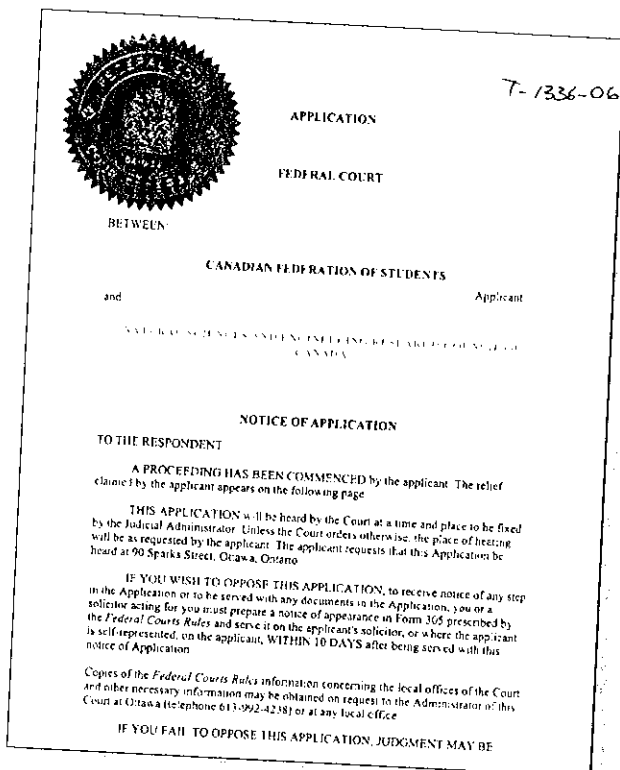 T-1336-06
FEDERAL COURT
APPLICATION
FEDERAL COURT
BETWEEN:
CANADIAN FEDERATION OF STUDENTS
Applicant
and
NATURAL SCIENCES AND ENGINEERING RESEARCH COUNCIL OF
CANADA
NOTICE OF APPLICATION
TO THE RESPONDENT
A PROCEEDING HAS BEEN COMMENCED by the applicant. The relief
claimed by the applicant appears on the following page
THIS APPLICATION will be heard by the Court at a time and place to be fixed
by the Judicial Administrator. Unless the Court orders otherwise, the place of hearing
will be as requested by the applicant. The applicant requests that this Application be
heard at 90 Sparks Street, Ottawa, Ontario
IF YOU WISH TO OPPOSE THIS APPLICATION, to receive notice of any step
in the Application or to be served with any documents in the Application, you or a
solicitor acting for you must prepare a notice of appearance in Form 305 prescribed by
the Federal Courts Rules and serve it on the applicant's solicitor, or where the applicant
is self-represented, on the applicant, WITHIN 10 DAYS after being served with this
notice of Application
Copies of the Federal Courts Rules information concerning the local offices of the Court
and other necessary information may be obtained on request to the Administrator of this
Court at Ottawa (telephone 613-992-4238) or at any local office
IF YOU FAIL TO OPPOSE THIS APPLICATION, JUDGMENT MAY BE